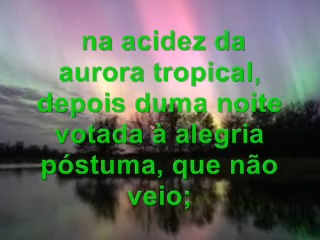 na acidez da
aurora tropical,
depois duma noite
votada à alegria
póstuma, que não
veio;